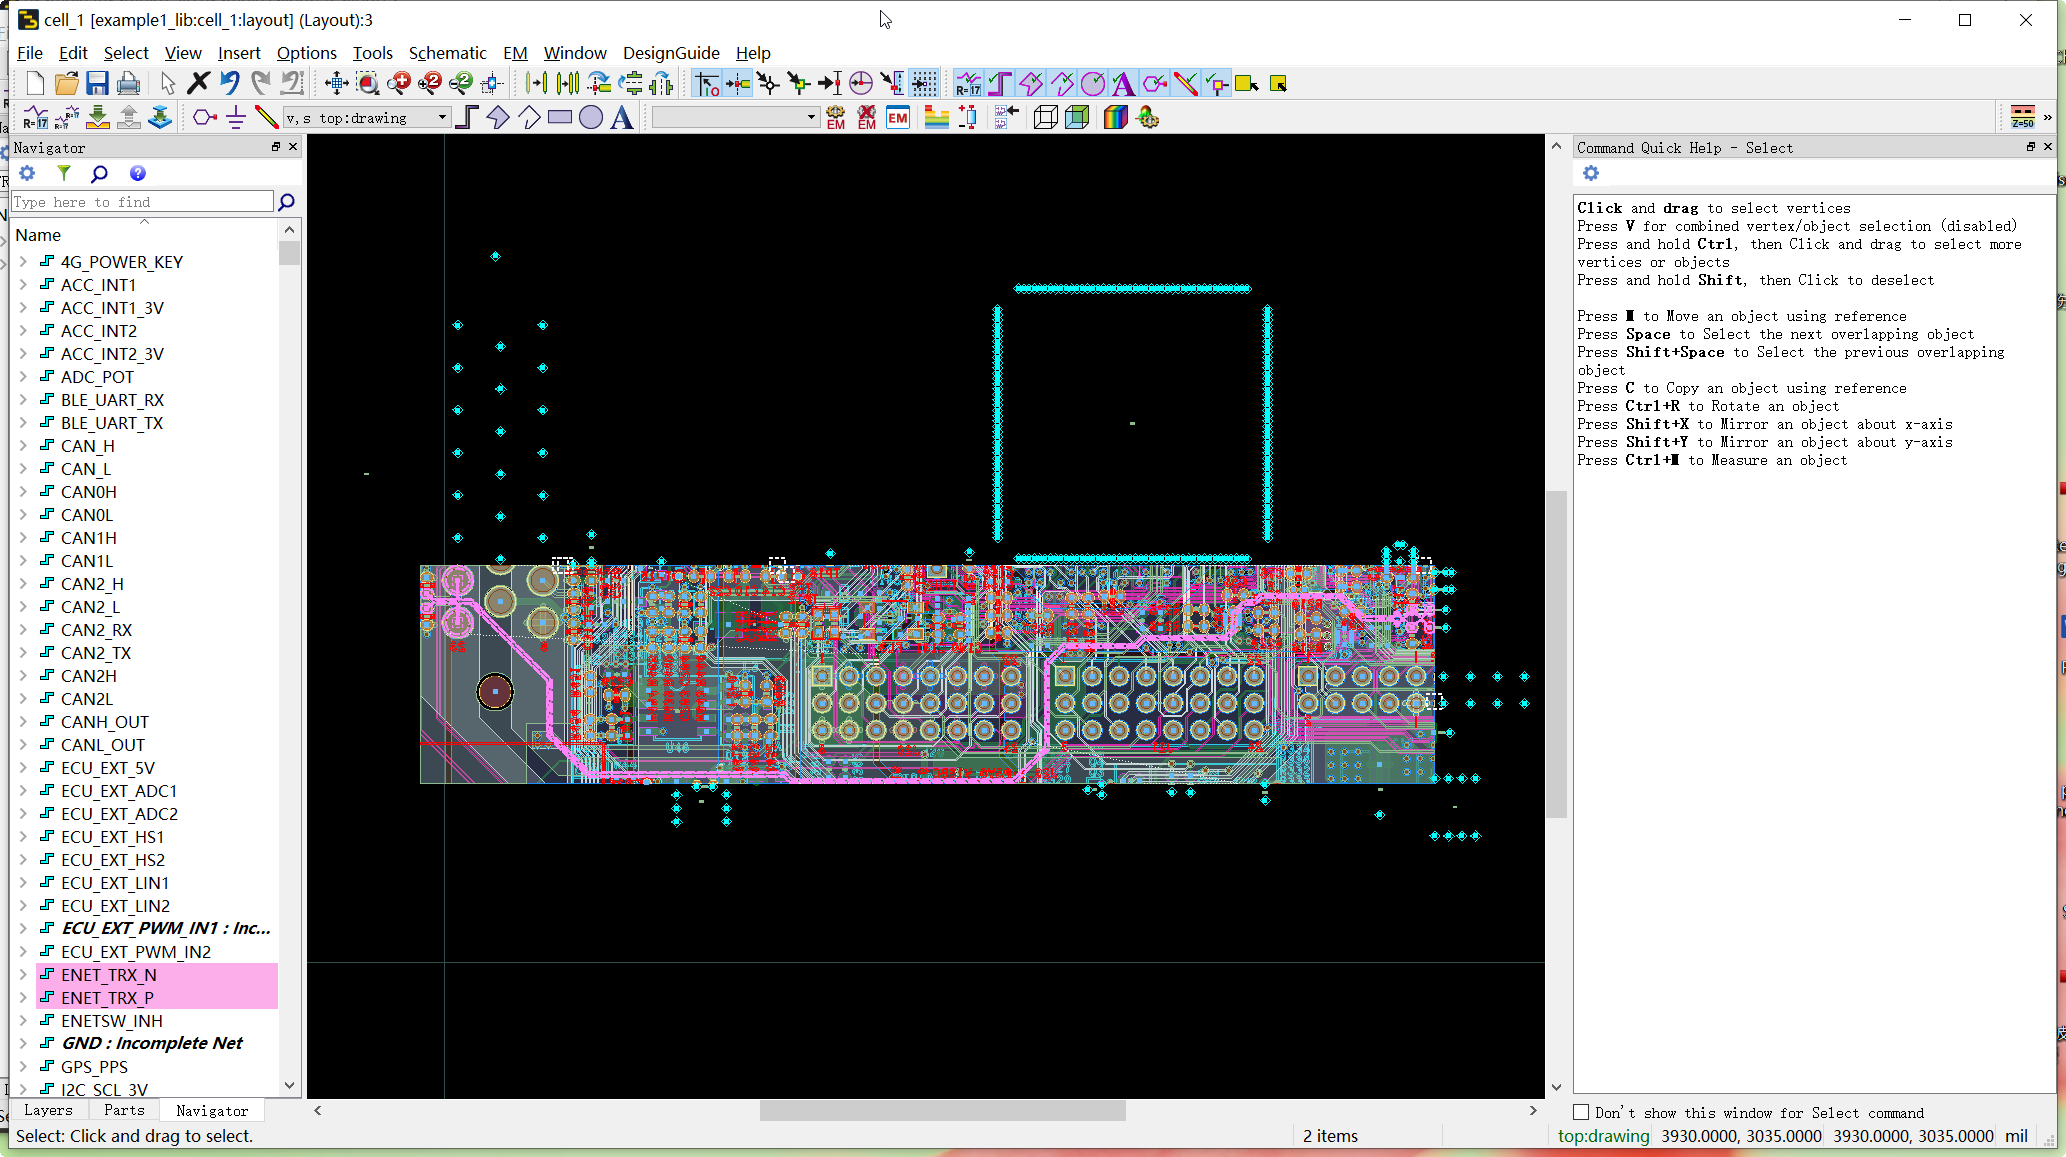 cell_1 [example1_lib:cell_1:layout] (Layout):3
File Edit Select View Insert Options Tools Schematic EM Window DesignGuide Help
v,s top:drawing
EM EM EM
Z=50
Navigator
Type here to find
Name
4G_POWER_KEY
ACC_INT1
ACC_INT1_3V
ACC_INT2
ACC_INT2_3V
ADC_POT
BLE_UART_RX
BLE_UART_TX
CAN_H
CAN_L
CAN0H
CAN0L
CAN1H
CAN1L
CAN2_H
CAN2_L
CAN2_RX
CAN2_TX
CAN2H
CAN2L
CANH_OUT
CANL_OUT
ECU_EXT_5V
ECU_EXT_ADC1
ECU_EXT_ADC2
ECU_EXT_HS1
ECU_EXT_HS2
ECU_EXT_LIN1
ECU_EXT_LIN2
ECU_EXT_PWM_IN1 : Inc...
ECU_EXT_PWM_IN2
ENET_TRX_N
ENET_TRX_P
ENETSW_INH
GND : Incomplete Net
GPS_PPS
I2C_SCL_3V
Layers Parts Navigator
Command Quick Help - Select
Click and drag to select vertices
Press V for combined vertex/object selection (disabled)
Press and hold Ctrl, then Click and drag to select more
vertices or objects
Press and hold Shift, then Click to deselect
Press M to Move an object using reference
Press Space to Select the next overlapping object
Press Shift+Space to Select the previous overlapping
object
Press C to Copy an object using reference
Press Ctrl+R to Rotate an object
Press Shift+X to Mirror an object about x-axis
Press Shift+Y to Mirror an object about y-axis
Press Ctrl+M to Measure an object
Don't show this window for Select command
Select: Click and drag to select.
2 items
top:drawing 3930.0000, 3035.0000 3930.0000, 3035.0000 mil